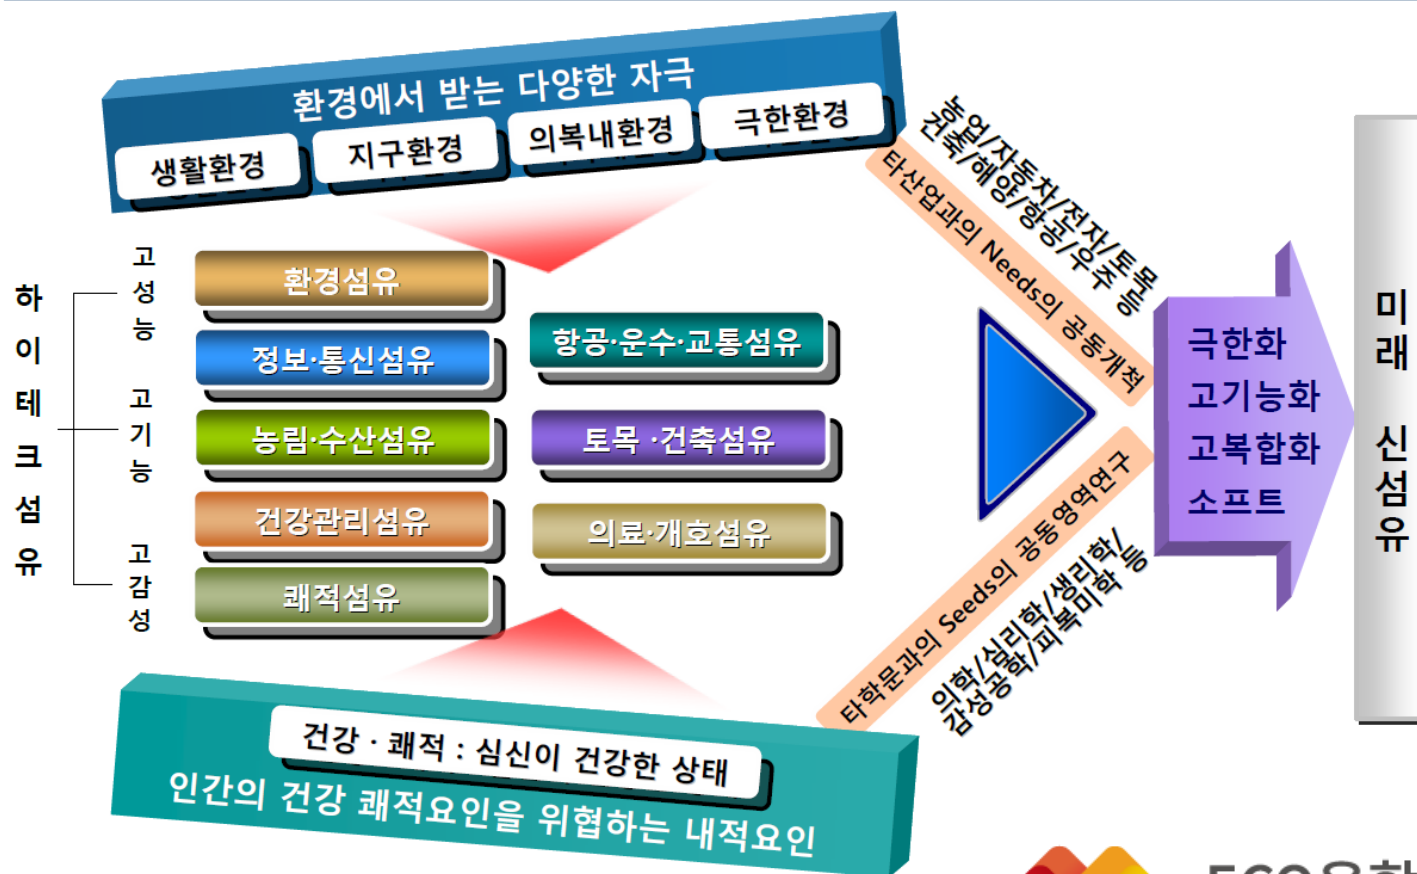 환경에서 받는 다양한 자극
생활환경
지구환경
의복내환경
극한환경
농업/자동차/전자/토목
건축/해양/항공/우주 등
타산업과의 Needs의 공동개척
하이테크섬유
고성능
고기능
고감성
환경섬유
정보·통신섬유
농림·수산섬유
건강관리섬유
쾌적섬유
항공·운수·교통섬유
토목 ·건축섬유
의료·개호섬유
극한화
고기능화
고복합화
소프트
미래 신섬유
타학문과의 Seeds의 공동영역연구
의학/심리학/생리학/
감성공학/피복미학 등
건강 · 쾌적 : 심신이 건강한 상태
인간의 건강 쾌적요인을 위협하는 내적요인